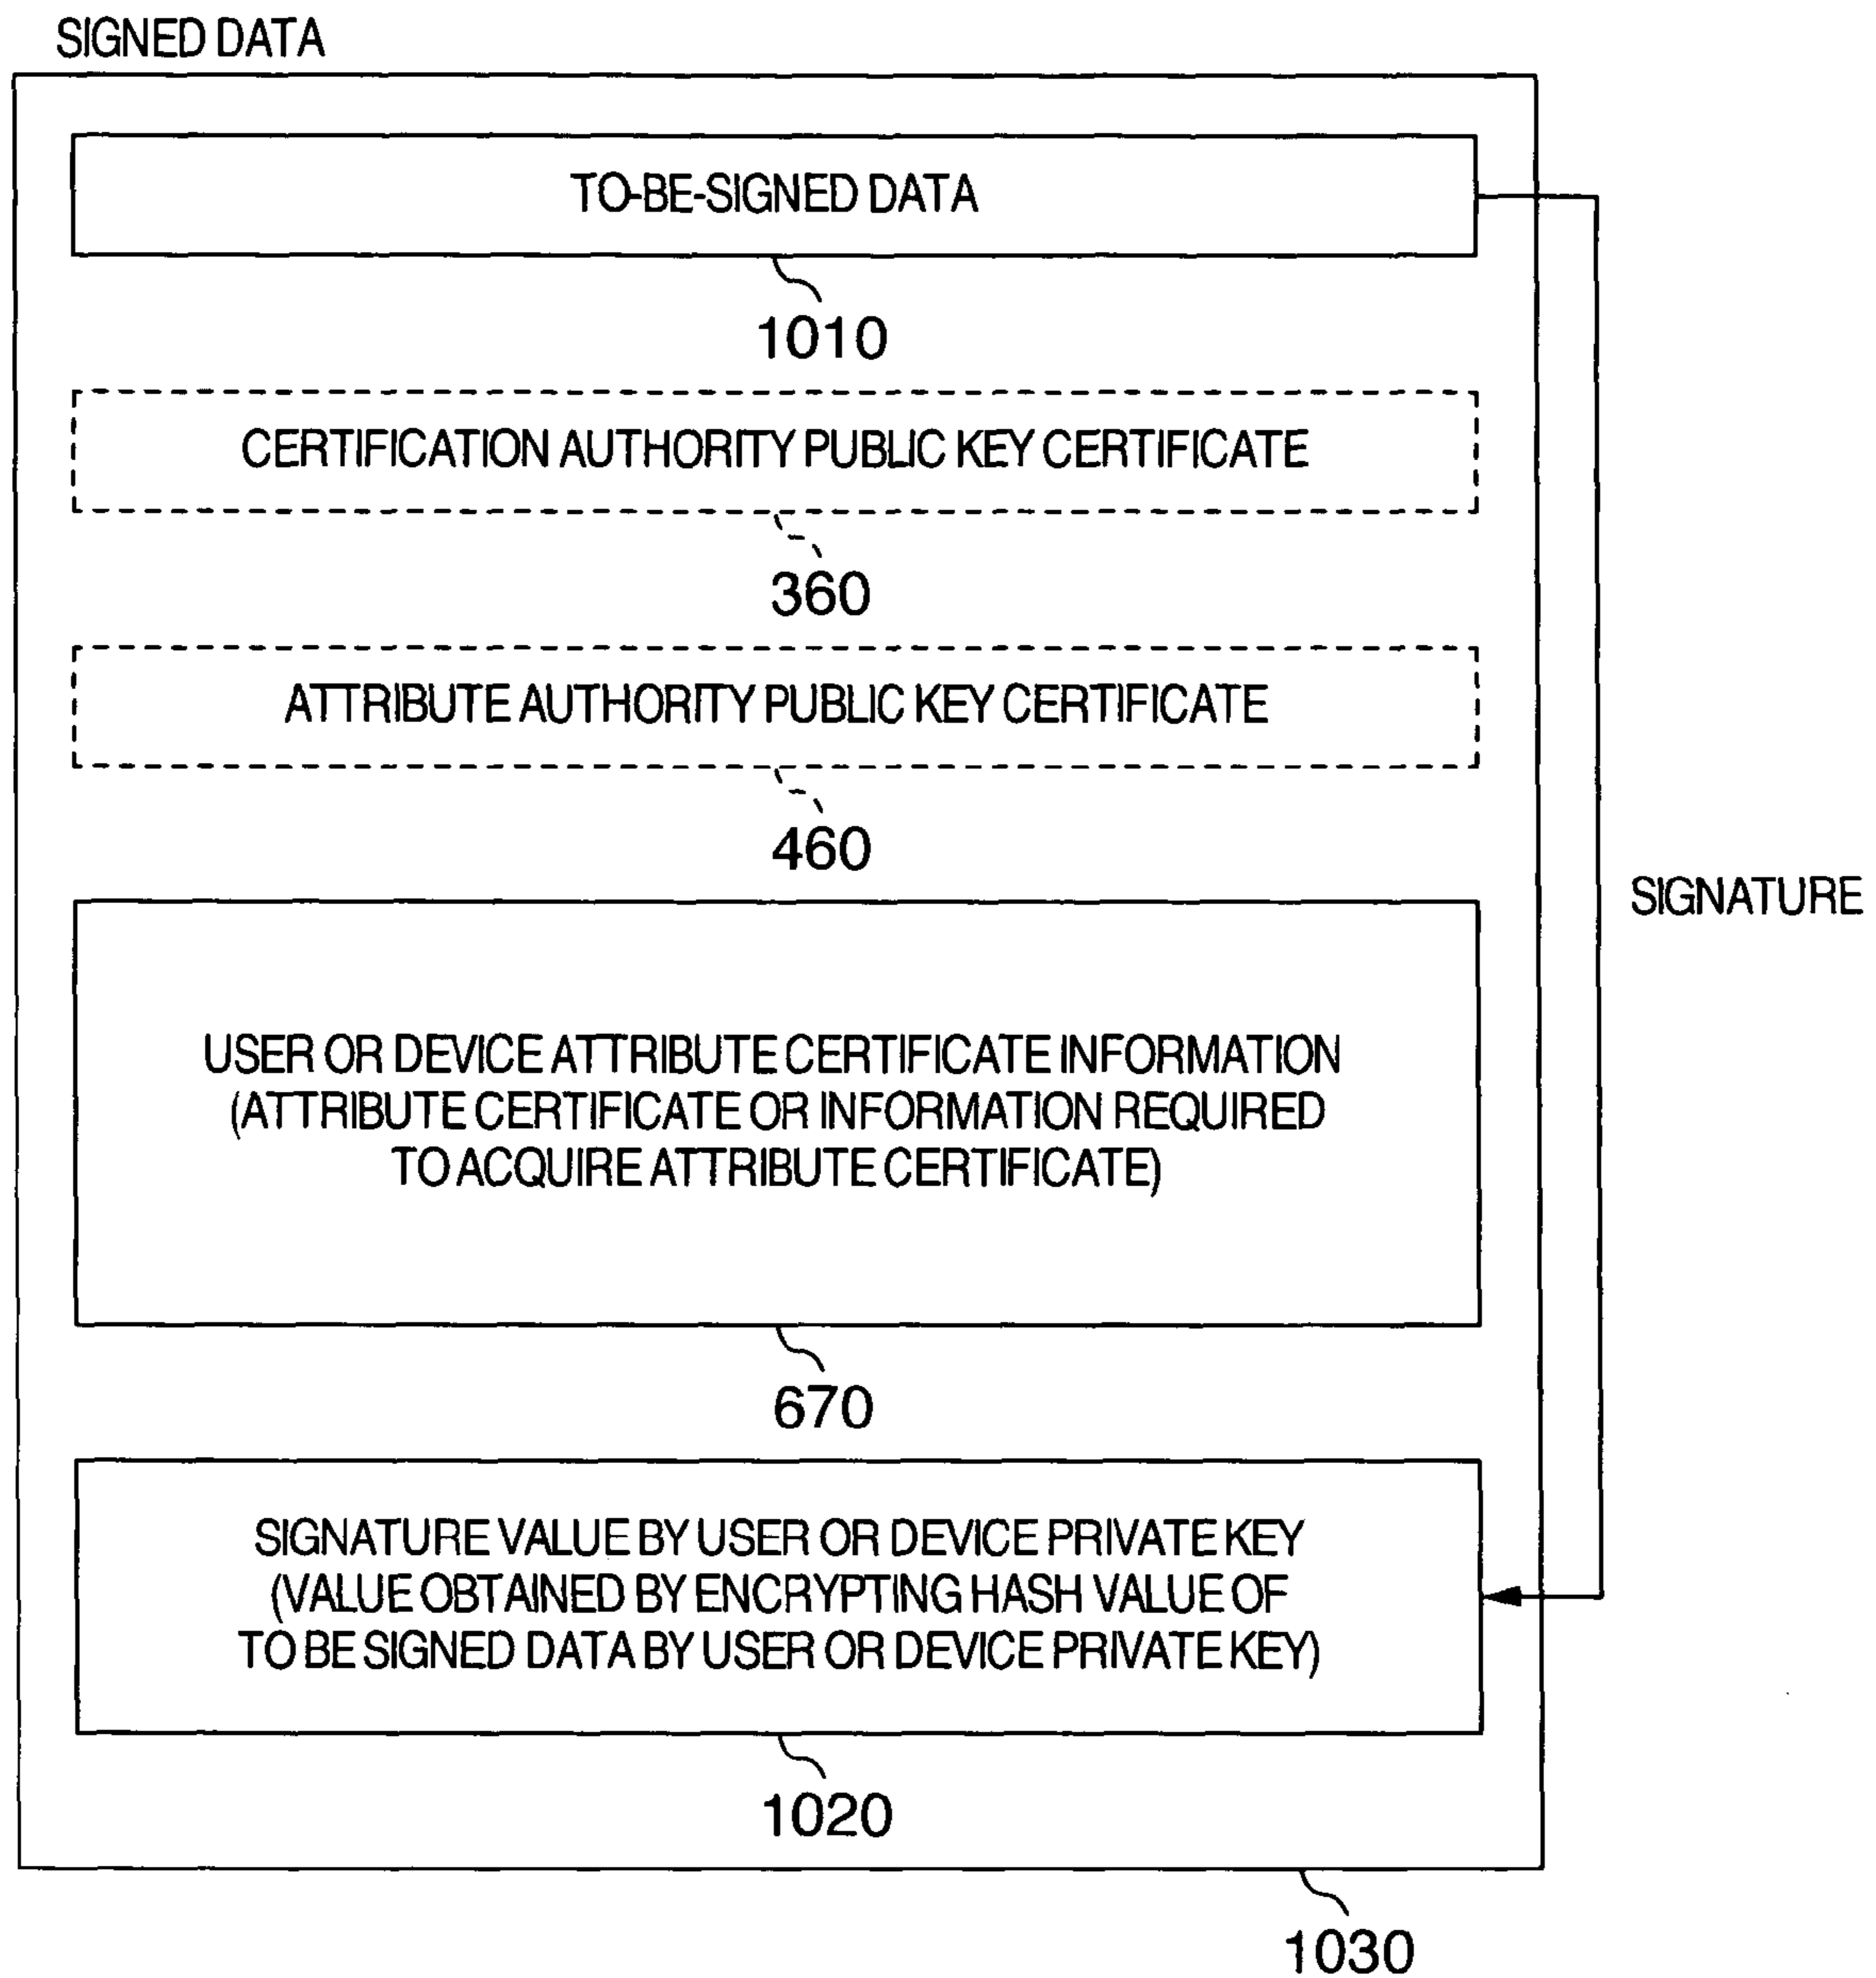 SIGNED DATA
TO-BE-SIGNED DATA
1010
CERTIFICATION AUTHORITY PUBLIC KEY CERTIFICATE
360
ATTRIBUTE AUTHORITY PUBLIC KEY CERTIFICATE
460
SIGNATURE
USER OR DEVICE ATTRIBUTE CERTIFICATE INFORMATION
(ATTRIBUTE CERTIFICATE OR INFORMATION REQUIRED
TO ACQUIRE ATTRIBUTE CERTIFICATE)
670
SIGNATURE VALUE BY USER OR DEVICE PRIVATE KEY
(VALUE OBTAINED BY ENCRYPTING HASH VALUE OF
TO BE SIGNED DATA BY USER OR DEVICE PRIVATE KEY)
1020
1030